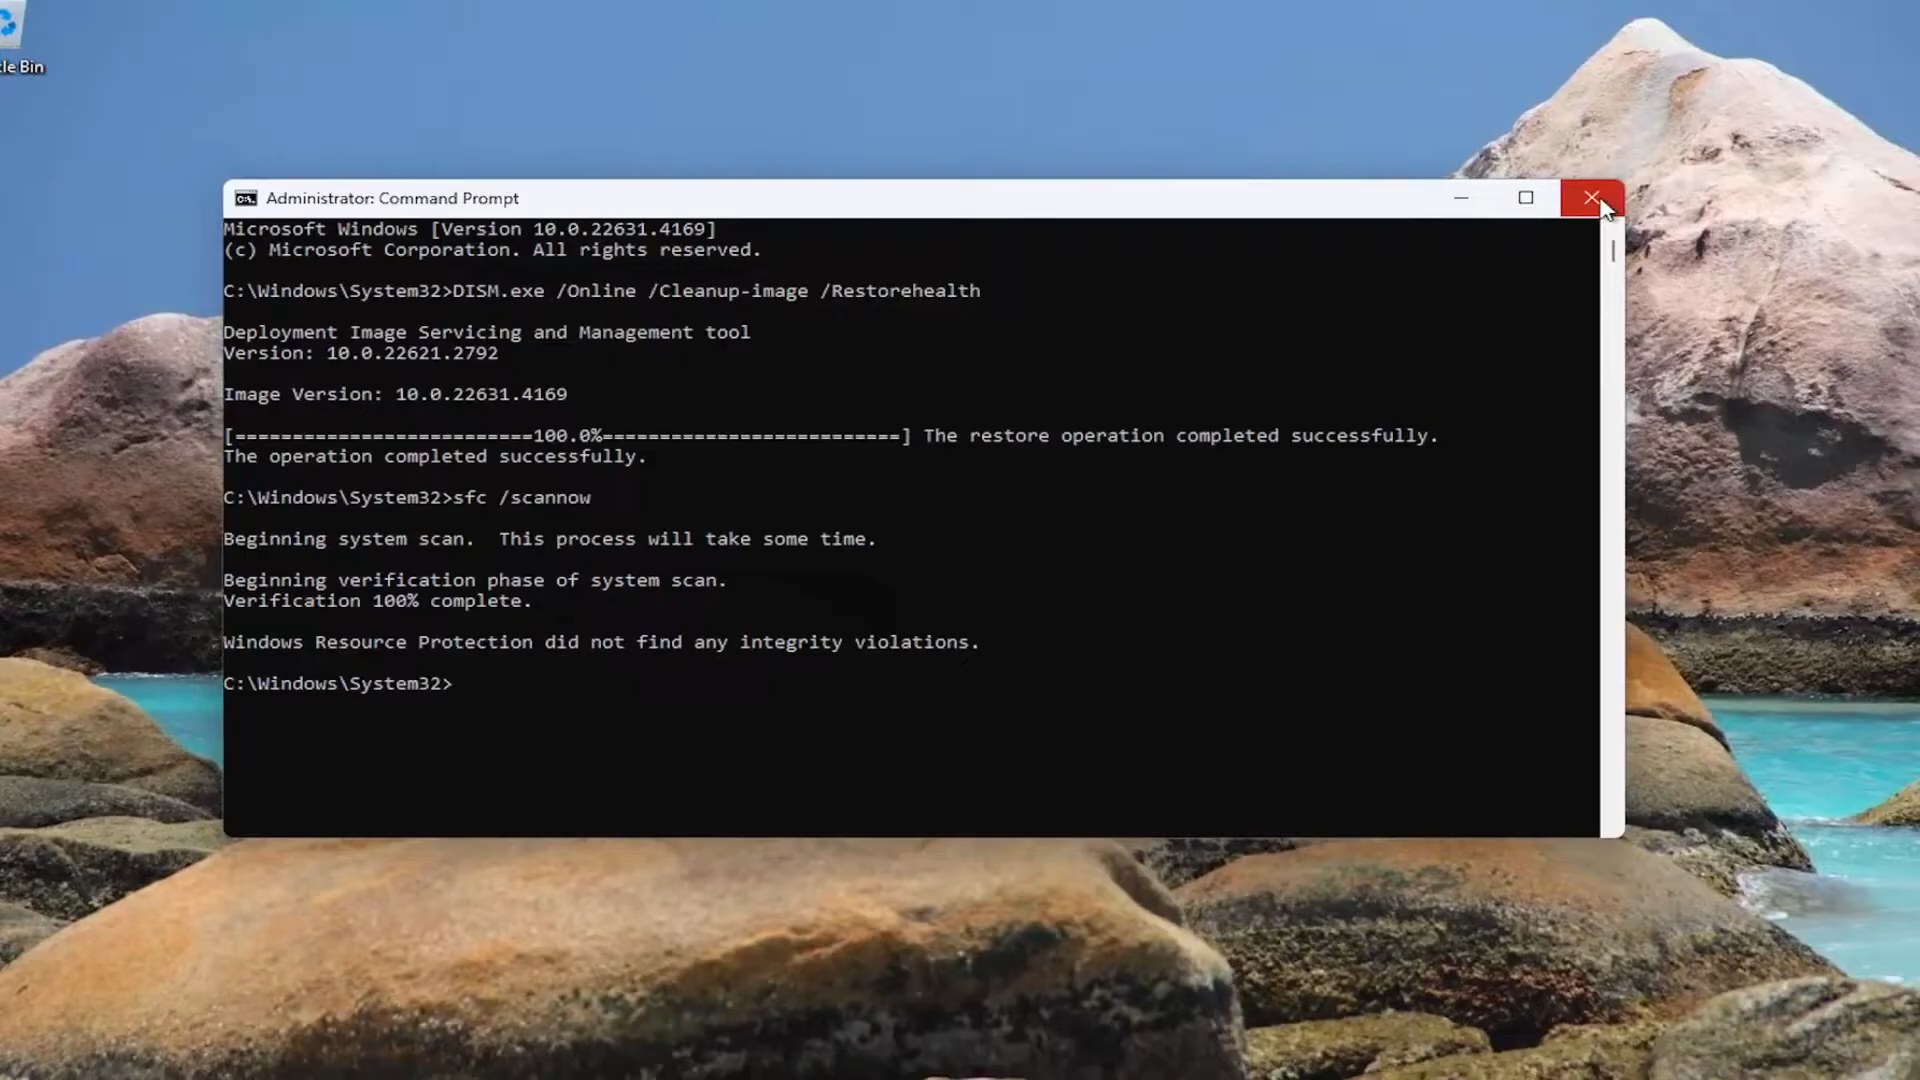 le Bin
Administrator: Command Prompt
Microsoft Windows [Version 10.0.22631.4169]
(c) Microsoft Corporation. All rights reserved.
C:\Windows\System32>DISM.exe /Online /Cleanup-image /Restorehealth
Deployment Image Servicing and Management tool
Version: 10.0.22621.2792
Image Version: 10.0.22631.4169
[==========================100.0%==========================] The restore operation completed successfully.
The operation completed successfully.
C:\Windows\System32>sfc /scannow
Beginning system scan.  This process will take some time.
Beginning verification phase of system scan.
Verification 100% complete.
Windows Resource Protection did not find any integrity violations.
C:\Windows\System32>